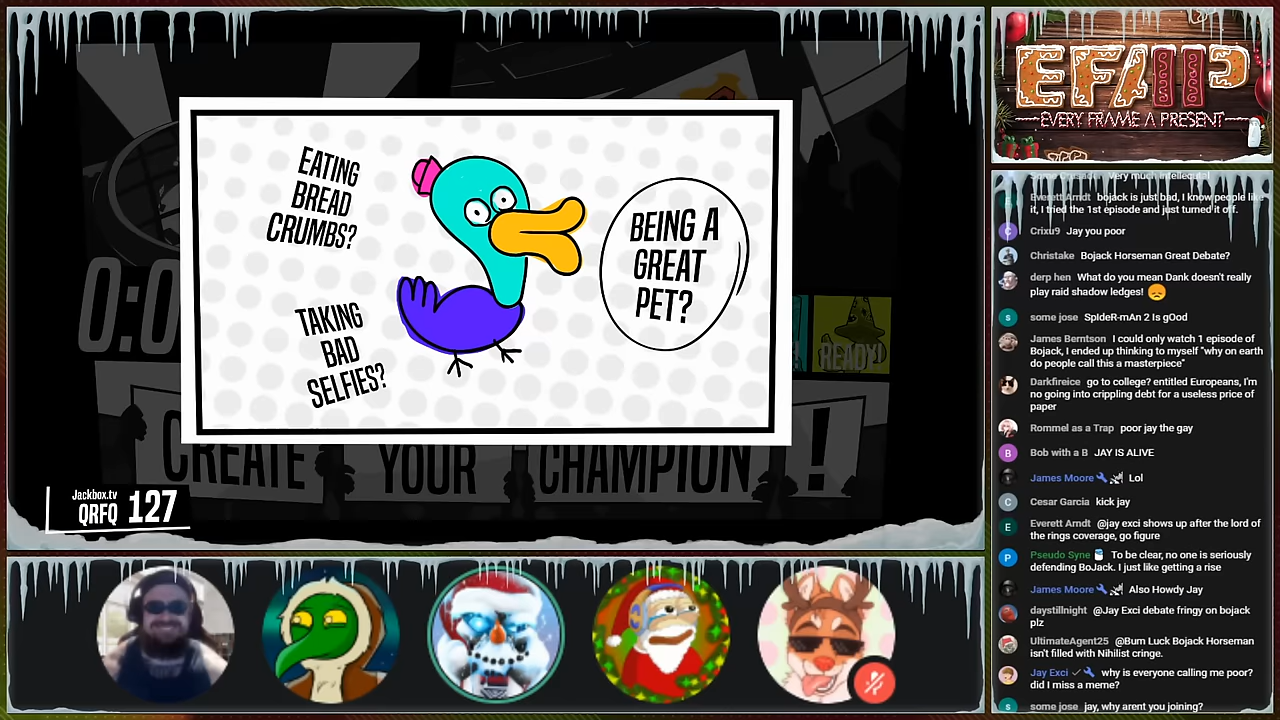 EATING
BREAD
CRUMBS?
TAKING
BAD
SELFIES?
BEING A
GREAT
PET?
0:0
READY!
CREATE YOUR CHAMPION!
Jackbox.tv
QRFQ 127
EFAP
EVERY FRAME A PRESENT
Very much intellecutol
Everett Arndt bojack is just bad, I know people like
it, I tried the 1st episode and just turned it off.
Crixu9 Jay you poor
Christake Bojack Horseman Great Debate?
derp hen What do you mean Dank doesn't really
play raid shadow ledges! 😞
some jose SpIdeR-mAn 2 Is gOod
James Berntson I could only watch 1 episode of
Bojack, I ended up thinking to myself "why on earth
do people call this a masterpiece"
Darkfireice go to college? entitled Europeans, I'm
no going into crippling debt for a useless price of
paper
Rommel as a Trap poor jay the gay
Bob with a B JAY IS ALIVE
James Moore Lol
Cesar Garcia kick jay
Everett Arndt @jay exci shows up after the lord of
the rings coverage, go figure
Pseudo Syne To be clear, no one is seriously
defending BoJack. I just like getting a rise
James Moore Also Howdy Jay
daystillnight @Jay Exci debate fringy on bojack
plz
UltimateAgent25 @Bum Luck Bojack Horseman
isn't filled with Nihilist cringe.
Jay Exci why is everyone calling me poor?
did I miss a meme?
some jose jay, why arent you joining?